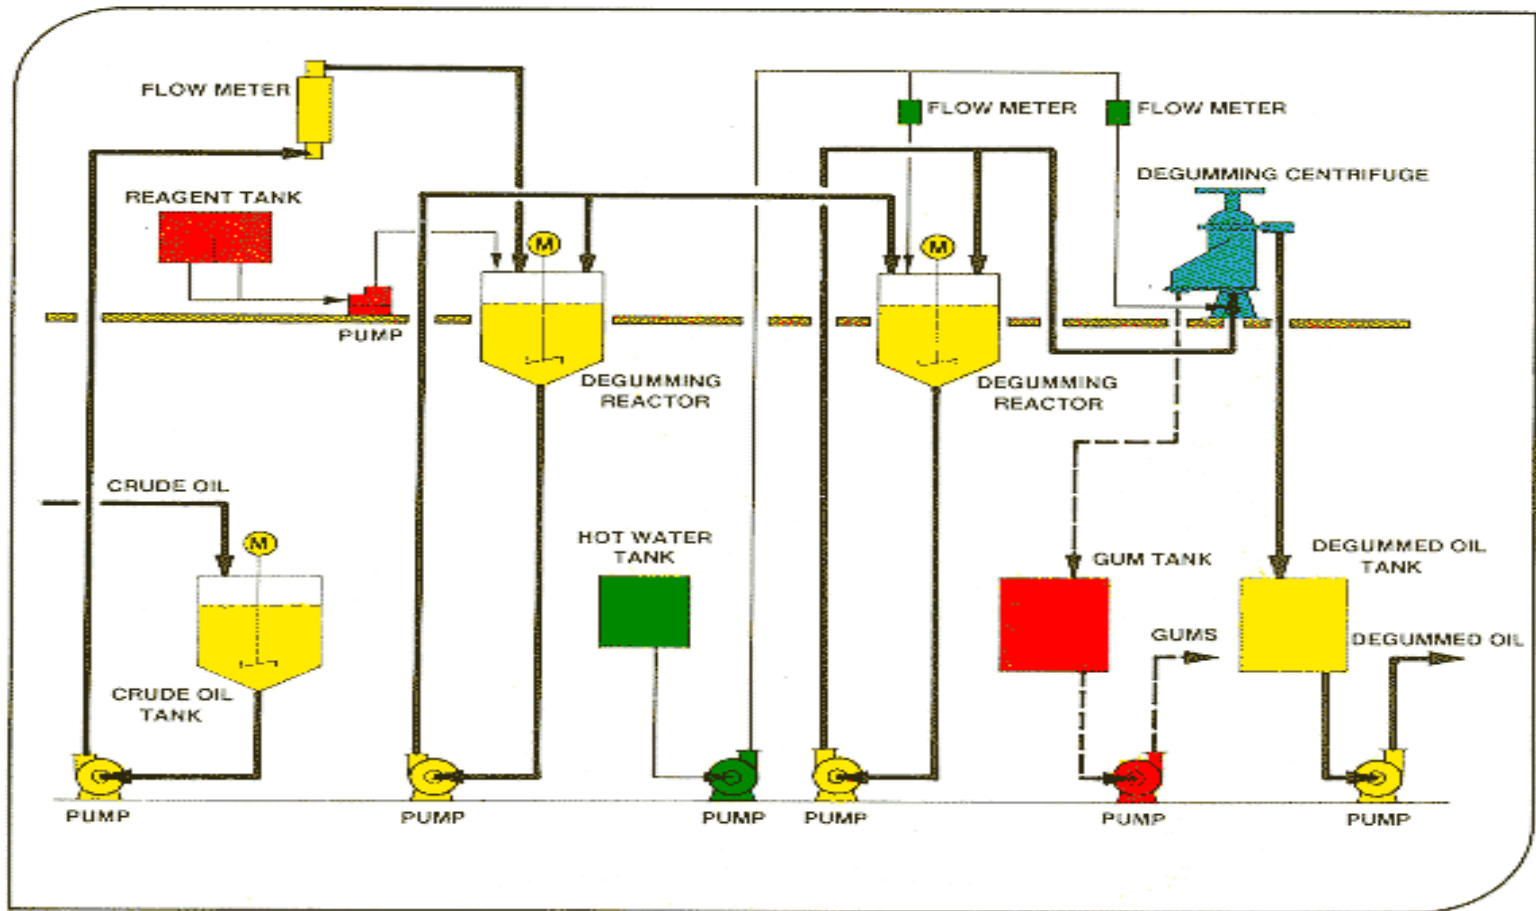 FLOW METER
FLOW METER
FLOW METER
DEGUMMING CENTRIFUGE
REAGENT TANK
M
M
PUMP
DEGUMMING
REACTOR
DEGUMMING
REACTOR
CRUDE OIL
M
HOT WATER
TANK
GUM TANK
DEGUMMED OIL
TANK
GUMS
DEGUMMED OIL
CRUDE OIL
TANK
PUMP
PUMP
PUMP
PUMP
PUMP
PUMP